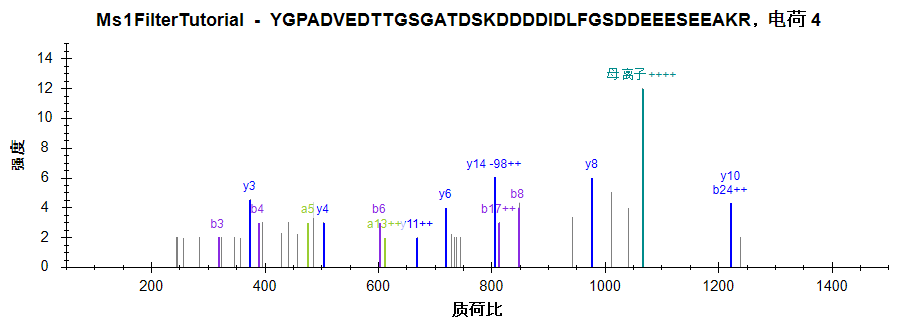 Ms1FilterTutorial - YGPADVEDTTGSGATDSKDDDDIDLFGSDDEEESEEAKR, 电荷 4
14
12
10
8
6
4
2
0
强度
母离子 ++++
y14 -98++
y8
y3
y10
b24++
y6
b8
b3
b4
a5
y4
b6
b17++
a13++
y11++
200
400
600
800
1000
1200
1400
质荷比